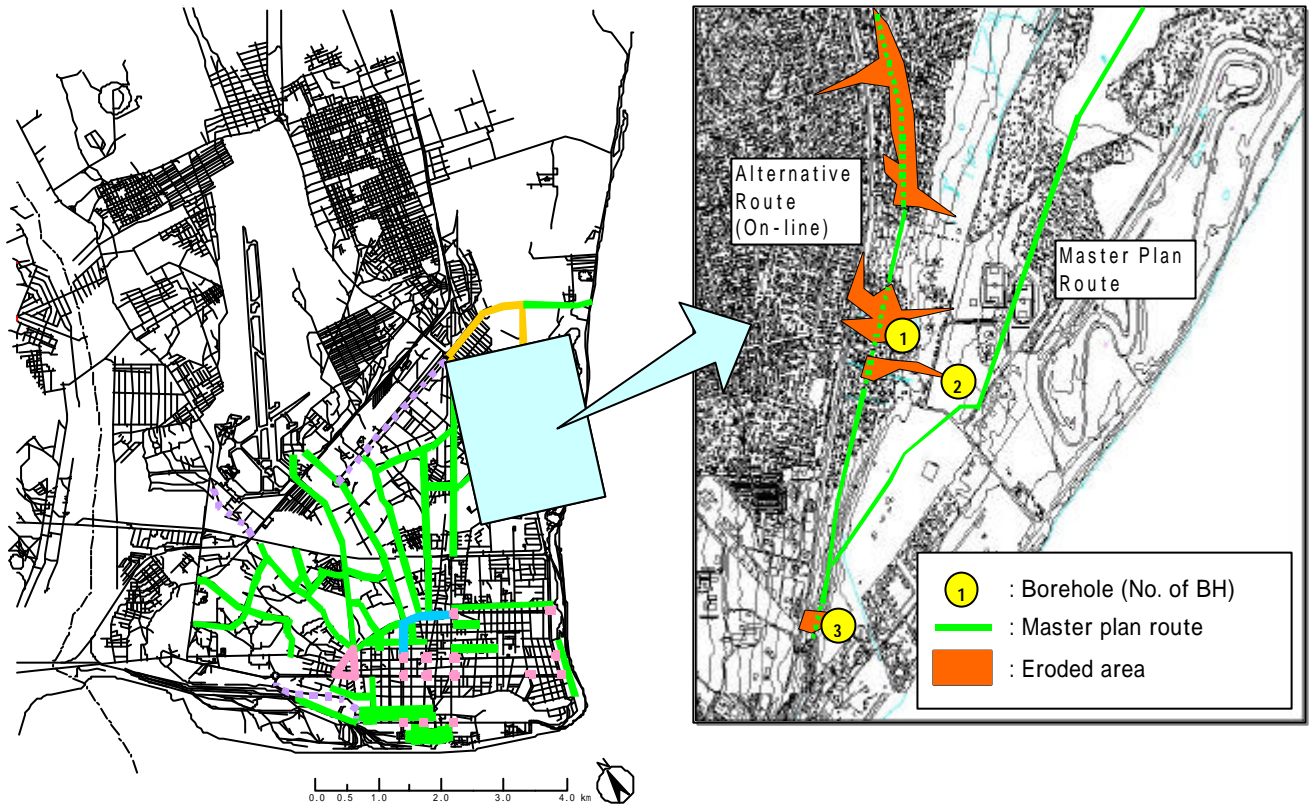 Alternative
Route
(On-line)
Master Plan
Route
1
2
3
1 : Borehole (No. of BH)
: Master plan route
: Eroded area
0.0 0.5 1.0 2.0 3.0 4.0 km